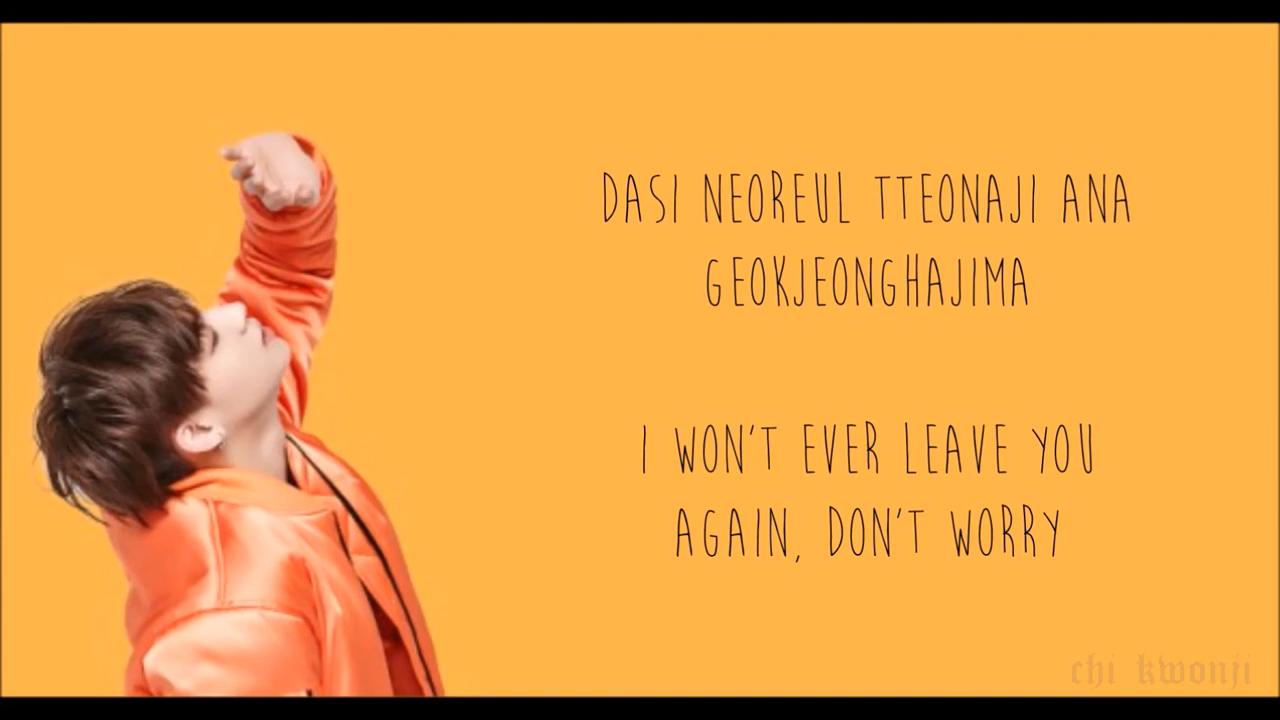 DASI NEOREUL TTEONAJI ANA
GEOKJEONGHAJIMA
I WON'T EVER LEAVE YOU
AGAIN, DON'T WORRY
chi kwonji